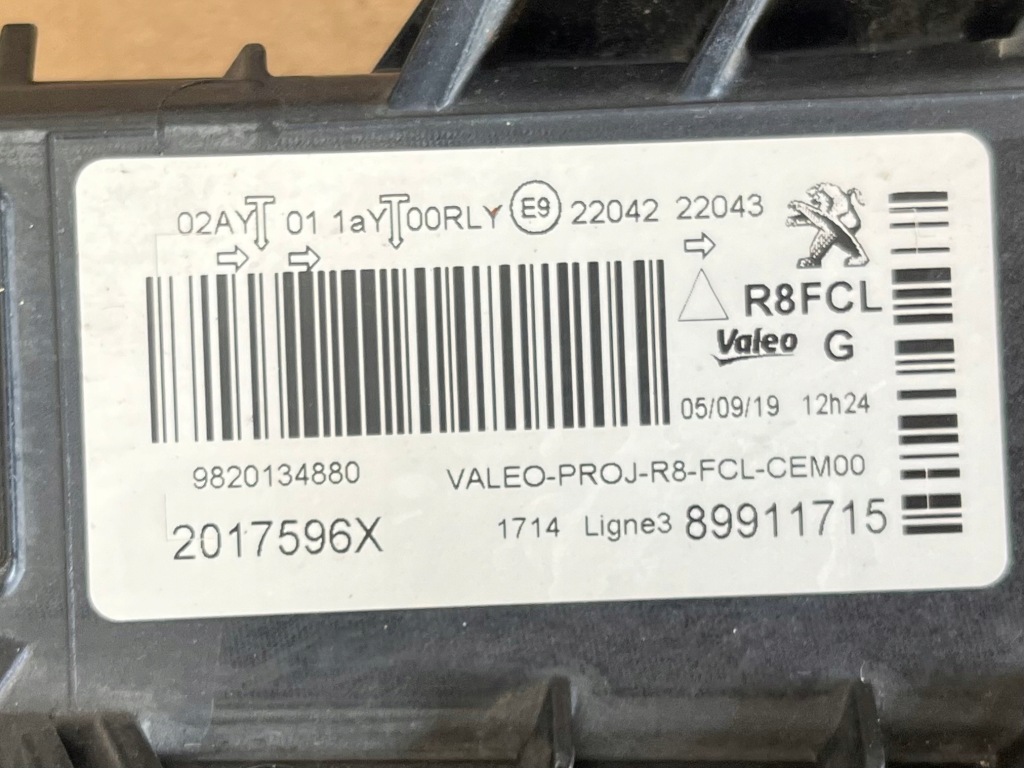 02AY 01 1aY 00RLY E9 22042 22043
R8FCL
Valeo G
05/09/19 12h24
9820134880 VALEO-PROJ-R8-FCL-CEM00
2017596X 1714 Ligne3 89911715